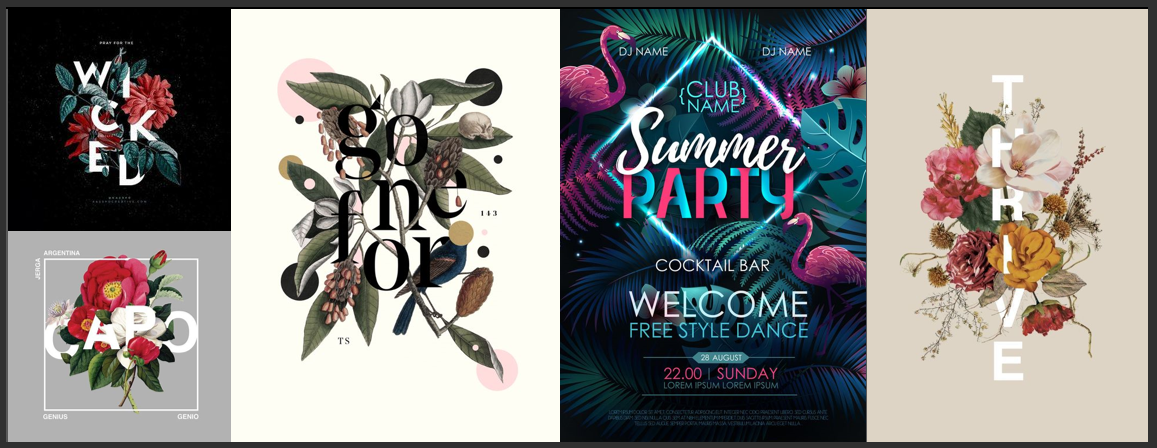 PRAY FOR THE
WICKED
ARGENTINA
JERGA
CAPO
GENIUS
GENIO
go
ne
for
143
TS
DJ NAME
DJ NAME
{CLUB
NAME}
Summer
PARTY
COCKTAIL BAR
WELCOME
FREE STYLE DANCE
28 AUGUST
22.00 | SUNDAY
LOREM IPSUM LOREM IPSUM
THRIVE